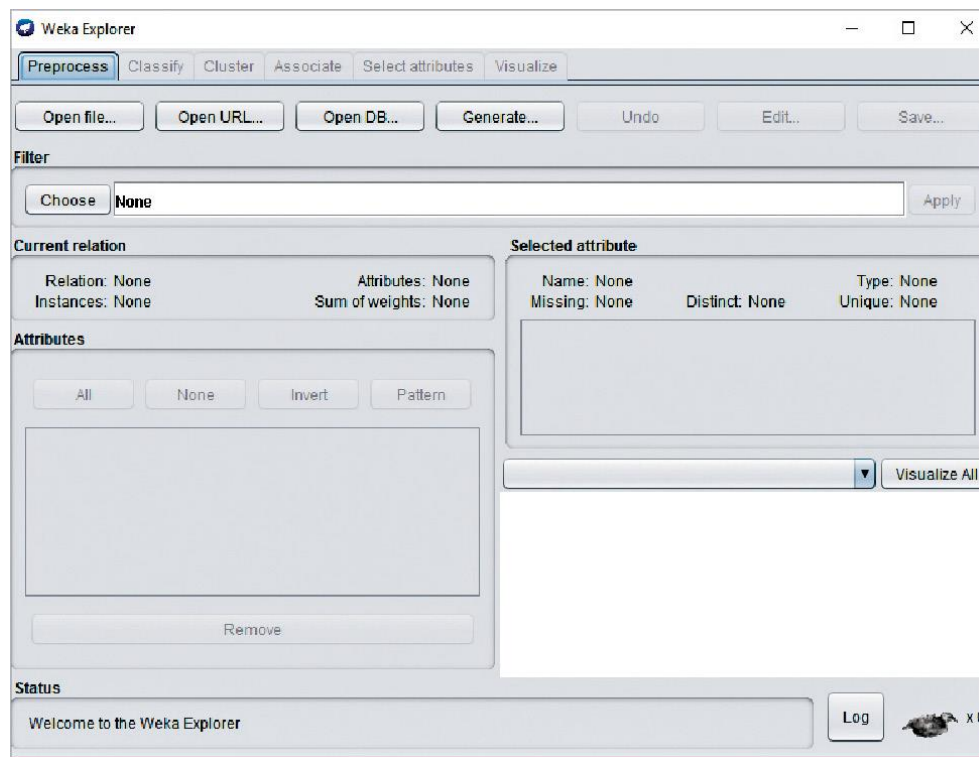 Weka Explorer
Preprocess Classify Cluster Associate Select attributes Visualize
Open file... Open URL... Open DB... Generate... Undo Edit... Save...
Filter
Choose None Apply
Current relation
Relation: None Attributes: None
Instances: None Sum of weights: None
Selected attribute
Name: None Type: None
Missing: None Distinct: None Unique: None
Attributes
All None Invert Pattern
Remove
Visualize All
Status
Welcome to the Weka Explorer
Log
x